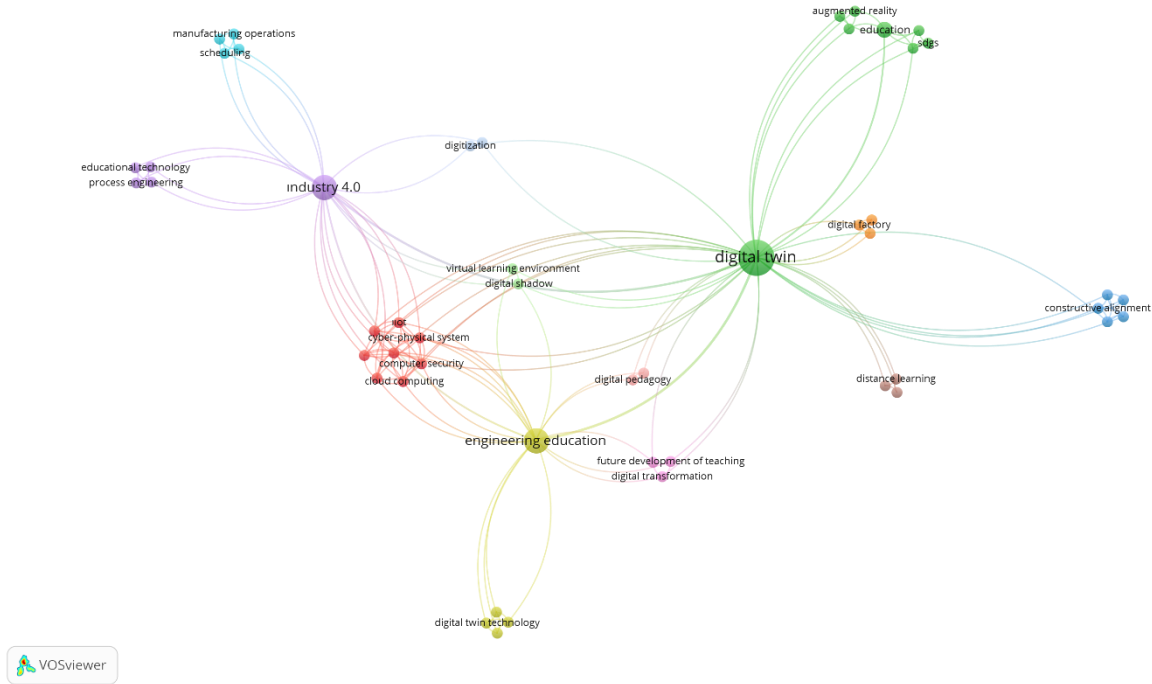 augmented reality
education
sdgs
manufacturing operations
scheduling
digitization
educational technology
process engineering
ındustry 4.0
digital factory
digital twin
virtual learning environment
digital shadow
constructive alignment
iiot
cyber-physical system
computer security
cloud computing
digital pedagogy
distance learning
engineering education
future development of teaching
digital transformation
digital twin technology
VOSviewer